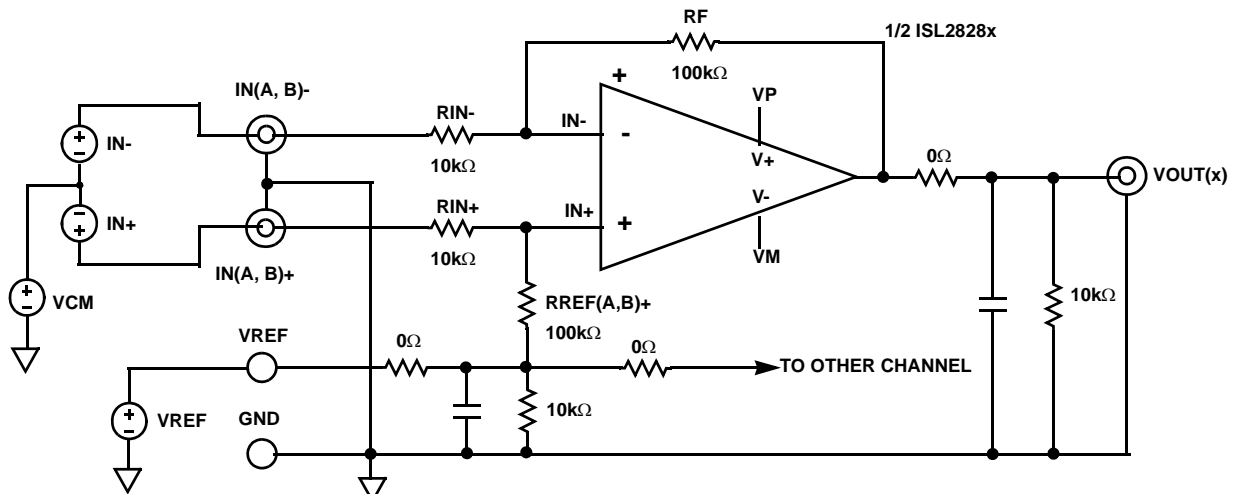 RF
1/2 ISL2828x
100kΩ
+
VP
IN(A, B)-
RIN-
IN-
-
10kΩ
V+
+
-
IN-
0Ω
VOUT(x)
-
+
IN+
RIN+
IN+
+
V-
10kΩ
VM
IN(A, B)+
+
-
VCM
RREF(A,B)+
100kΩ
10kΩ
VREF
0Ω
0Ω
TO OTHER CHANNEL
+
-
VREF
GND
10kΩ